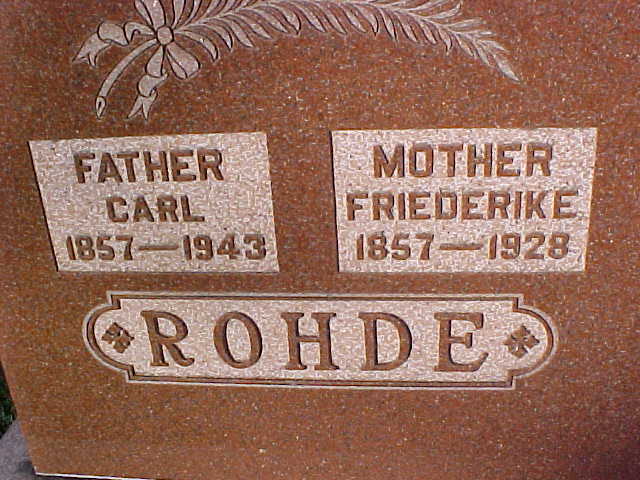 FATHER
CARL
1857—1943
MOTHER
FRIEDERIKE
1857—1928
ROHDE